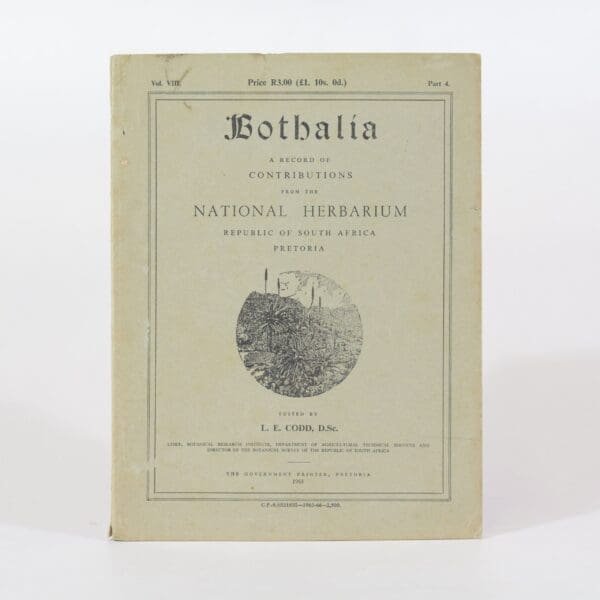 Vol. VIII. Price R3.00 (£1. 10s. 0d.) Part 4.
Bothalia
A RECORD OF
CONTRIBUTIONS
FROM THE
NATIONAL HERBARIUM
REPUBLIC OF SOUTH AFRICA
PRETORIA
EDITED BY
L. E. CODD, D.Sc.
CHIEF, BOTANICAL RESEARCH INSTITUTE, DEPARTMENT OF AGRICULTURAL TECHNICAL SERVICES AND
DIRECTOR OF THE BOTANICAL SURVEY OF THE REPUBLIC OF SOUTH AFRICA
THE GOVERNMENT PRINTER, PRETORIA